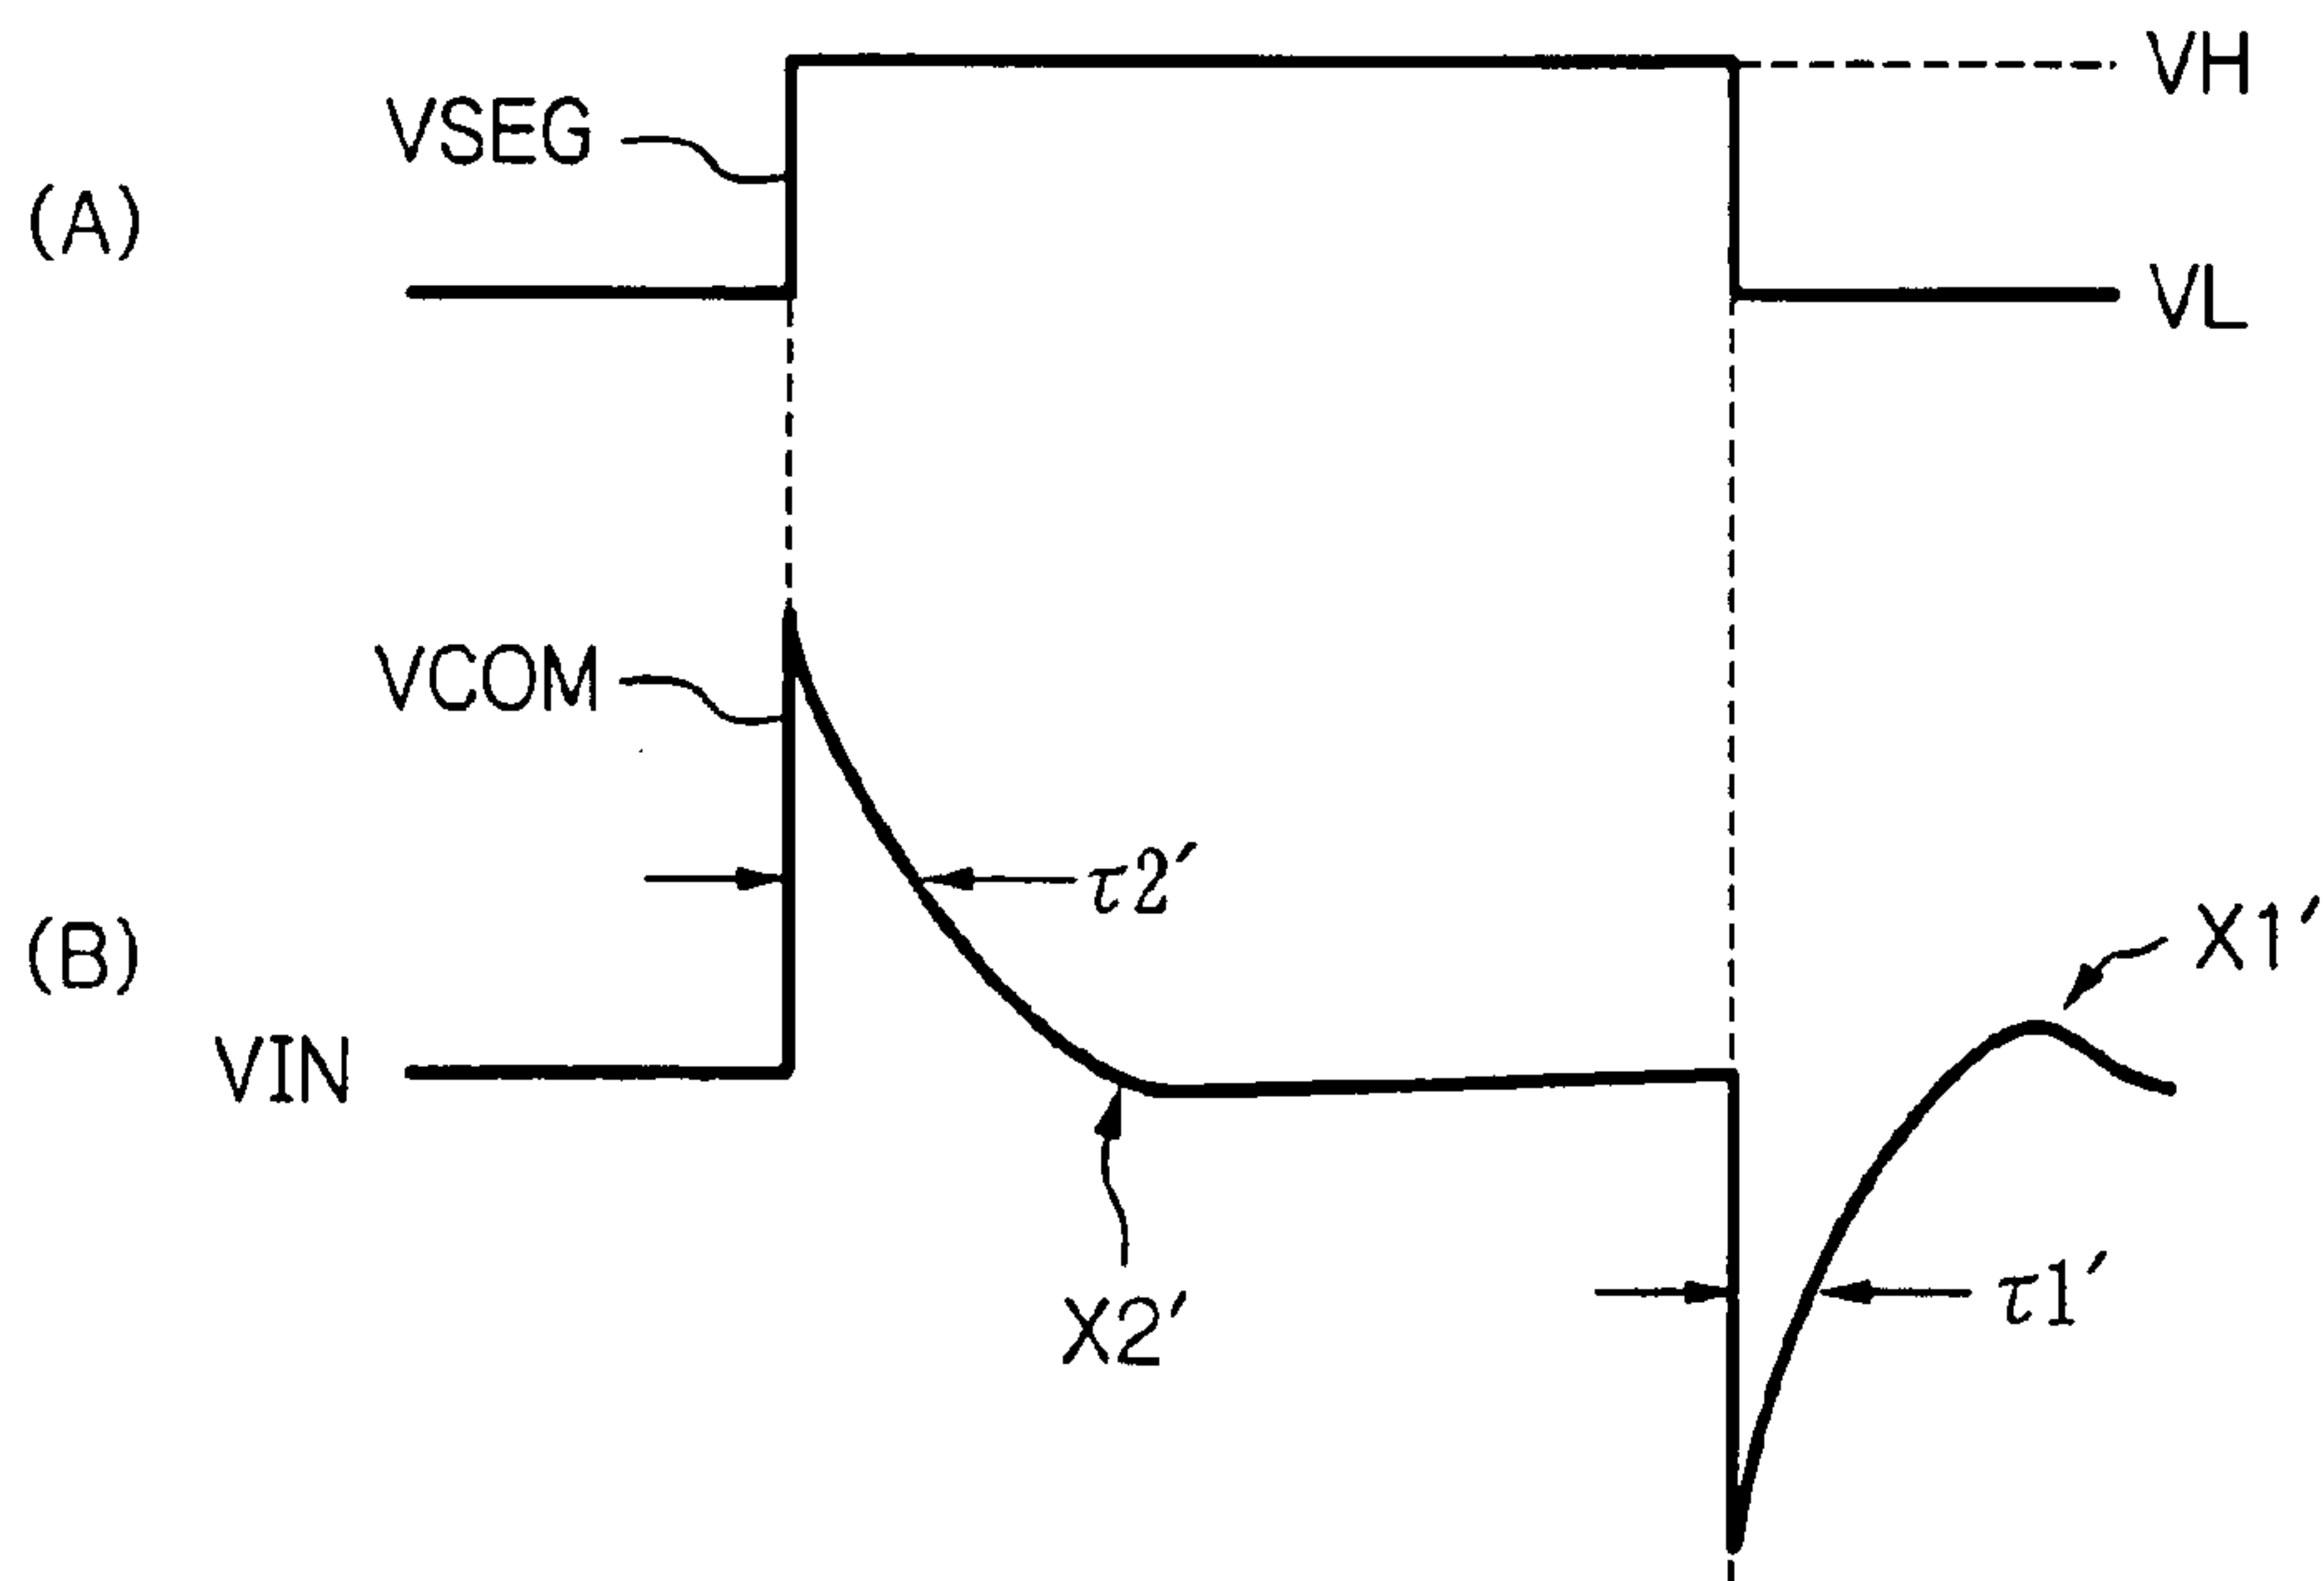 VH
VSEG
(A)
VL
VCOM
τ2′
X1′
(B)
VIN
τ1′
X2′